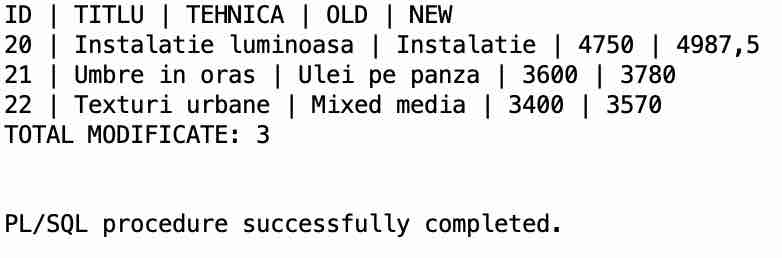 ID | TITLU | TEHNICA | OLD | NEW
20 | Instalatie luminoasa | Instalatie | 4750 | 4987,5
21 | Umbre in oras | Ulei pe panza | 3600 | 3780
22 | Texturi urbane | Mixed media | 3400 | 3570
TOTAL MODIFICATE: 3
PL/SQL procedure successfully completed.